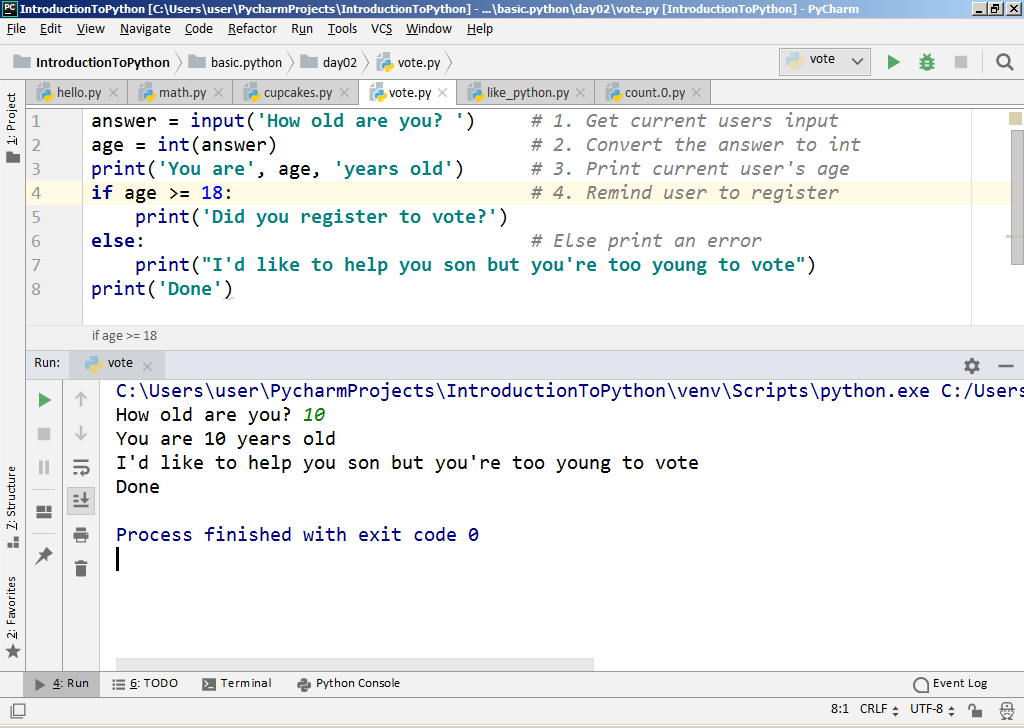 IntroductionToPython [C:\Users\user\PycharmProjects\IntroductionToPython] - ...\basic.python\day02\vote.py [IntroductionToPython] - PyCharm
File Edit View Navigate Code Refactor Run Tools VCS Window Help
IntroductionToPython basic.python day02 vote.py vote
hello.py math.py cupcakes.py vote.py like_python.py count.0.py
1: Project
1 answer = input('How old are you? ') # 1. Get current users input
2 age = int(answer) # 2. Convert the answer to int
3 print('You are', age, 'years old') # 3. Print current user's age
4 if age >= 18: # 4. Remind user to register
5 print('Did you register to vote?')
6 else: # Else print an error
7 print("I'd like to help you son but you're too young to vote")
8 print('Done')
if age >= 18
Run: vote
C:\Users\user\PycharmProjects\IntroductionToPython\venv\Scripts\python.exe C:/Users
How old are you? 10
You are 10 years old
I'd like to help you son but you're too young to vote
Done
Process finished with exit code 0
7: Structure
2: Favorites
4: Run 6: TODO Terminal Python Console Event Log
8:1 CRLF UTF-8